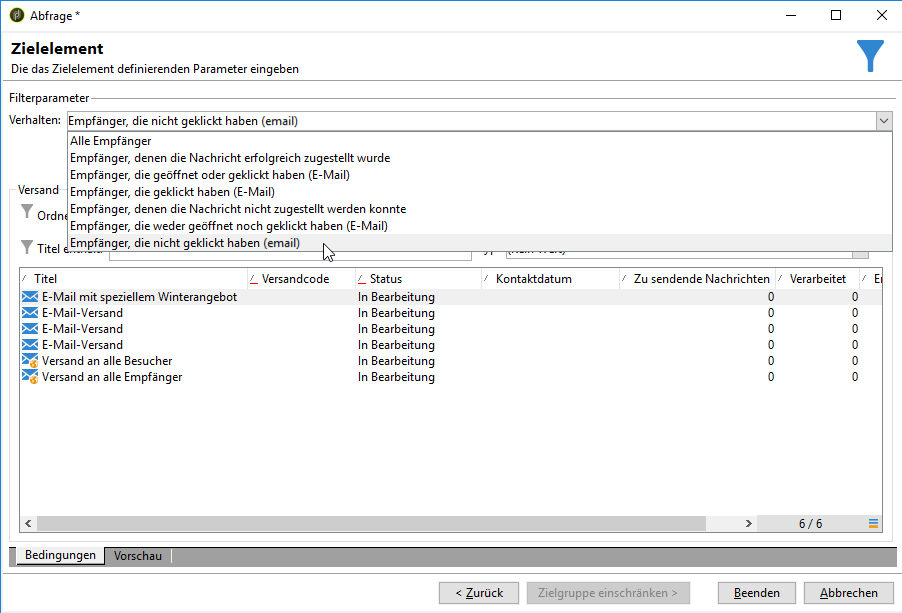 Abfrage *
Zielelement
Die das Zielelement definierenden Parameter eingeben
Filterparameter
Verhalten: Empfänger, die nicht geklickt haben (email)
Alle Empfänger
Empfänger, denen die Nachricht erfolgreich zugestellt wurde
Empfänger, die geöffnet oder geklickt haben (E-Mail)
Empfänger, die geklickt haben (E-Mail)
Empfänger, denen die Nachricht nicht zugestellt werden konnte
Empfänger, die weder geöffnet noch geklickt haben (E-Mail)
Empfänger, die nicht geklickt haben (email)
Versand
Ordne
Titel
Titel Versandcode Status Kontaktdatum Zu sendende Nachrichten Verarbeitet
E-Mail mit speziellem Winterangebot In Bearbeitung 0 0
E-Mail-Versand In Bearbeitung 0 0
E-Mail-Versand In Bearbeitung 0 0
E-Mail-Versand In Bearbeitung 0 0
Versand an alle Besucher In Bearbeitung 0 0
Versand an alle Empfänger In Bearbeitung 0 0
6 / 6
Bedingungen Vorschau
< Zurück Zielgruppe einschränken > Beenden Abbrechen